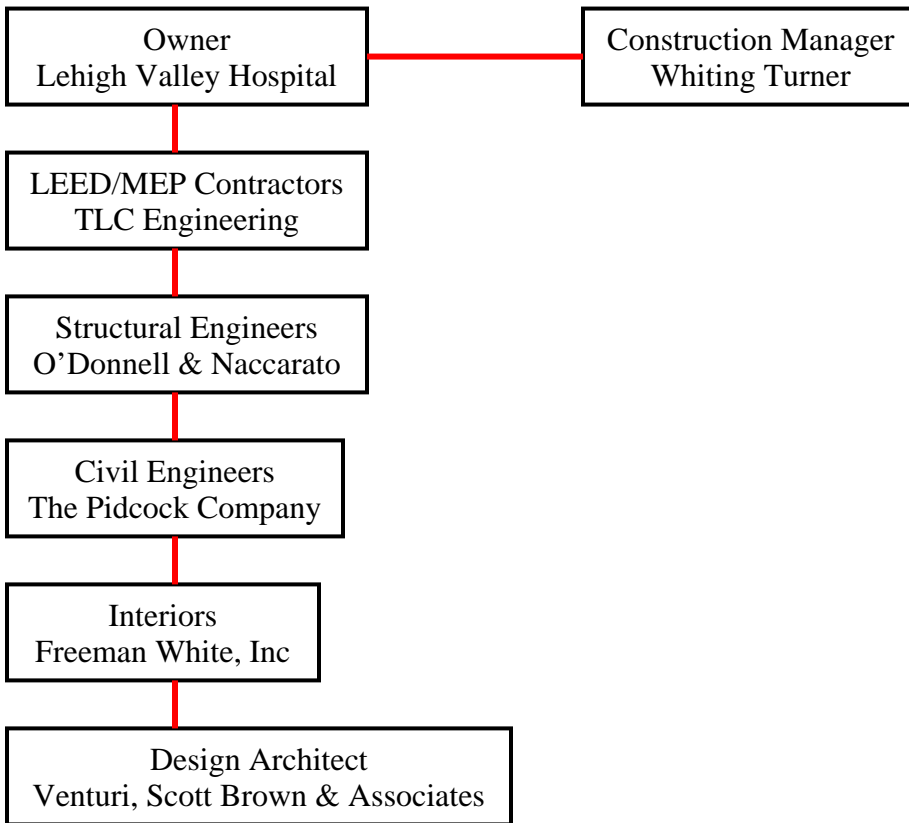 Owner
Lehigh Valley Hospital
Construction Manager
Whiting Turner
LEED/MEP Contractors
TLC Engineering
Structural Engineers
O’Donnell & Naccarato
Civil Engineers
The Pidcock Company
Interiors
Freeman White, Inc
Design Architect
Venturi, Scott Brown & Associates